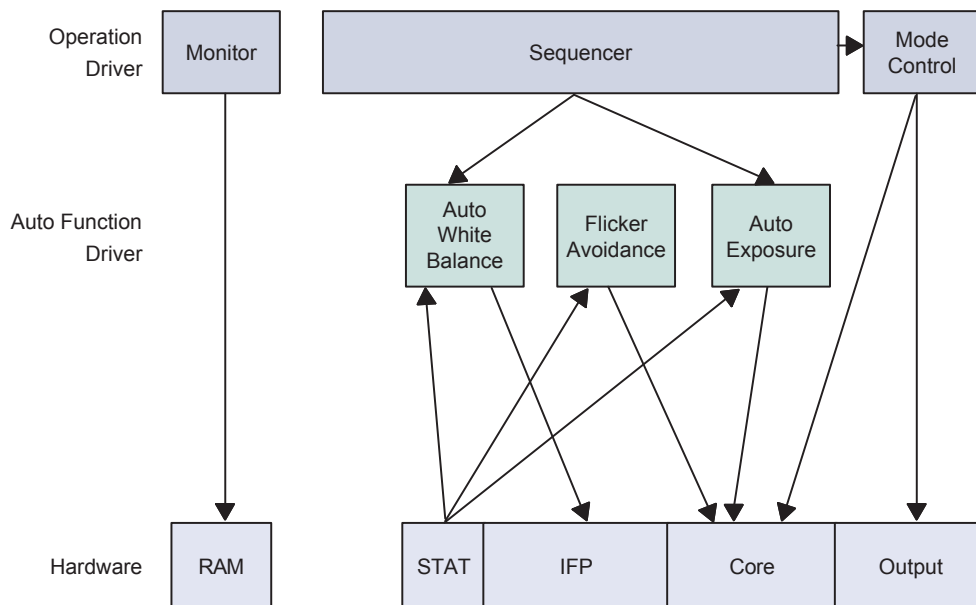 Operation
Driver
Monitor
Sequencer
Mode
Control
Auto Function
Driver
Auto
White
Balance
Flicker
Avoidance
Auto
Exposure
Hardware
RAM
STAT
IFP
Core
Output